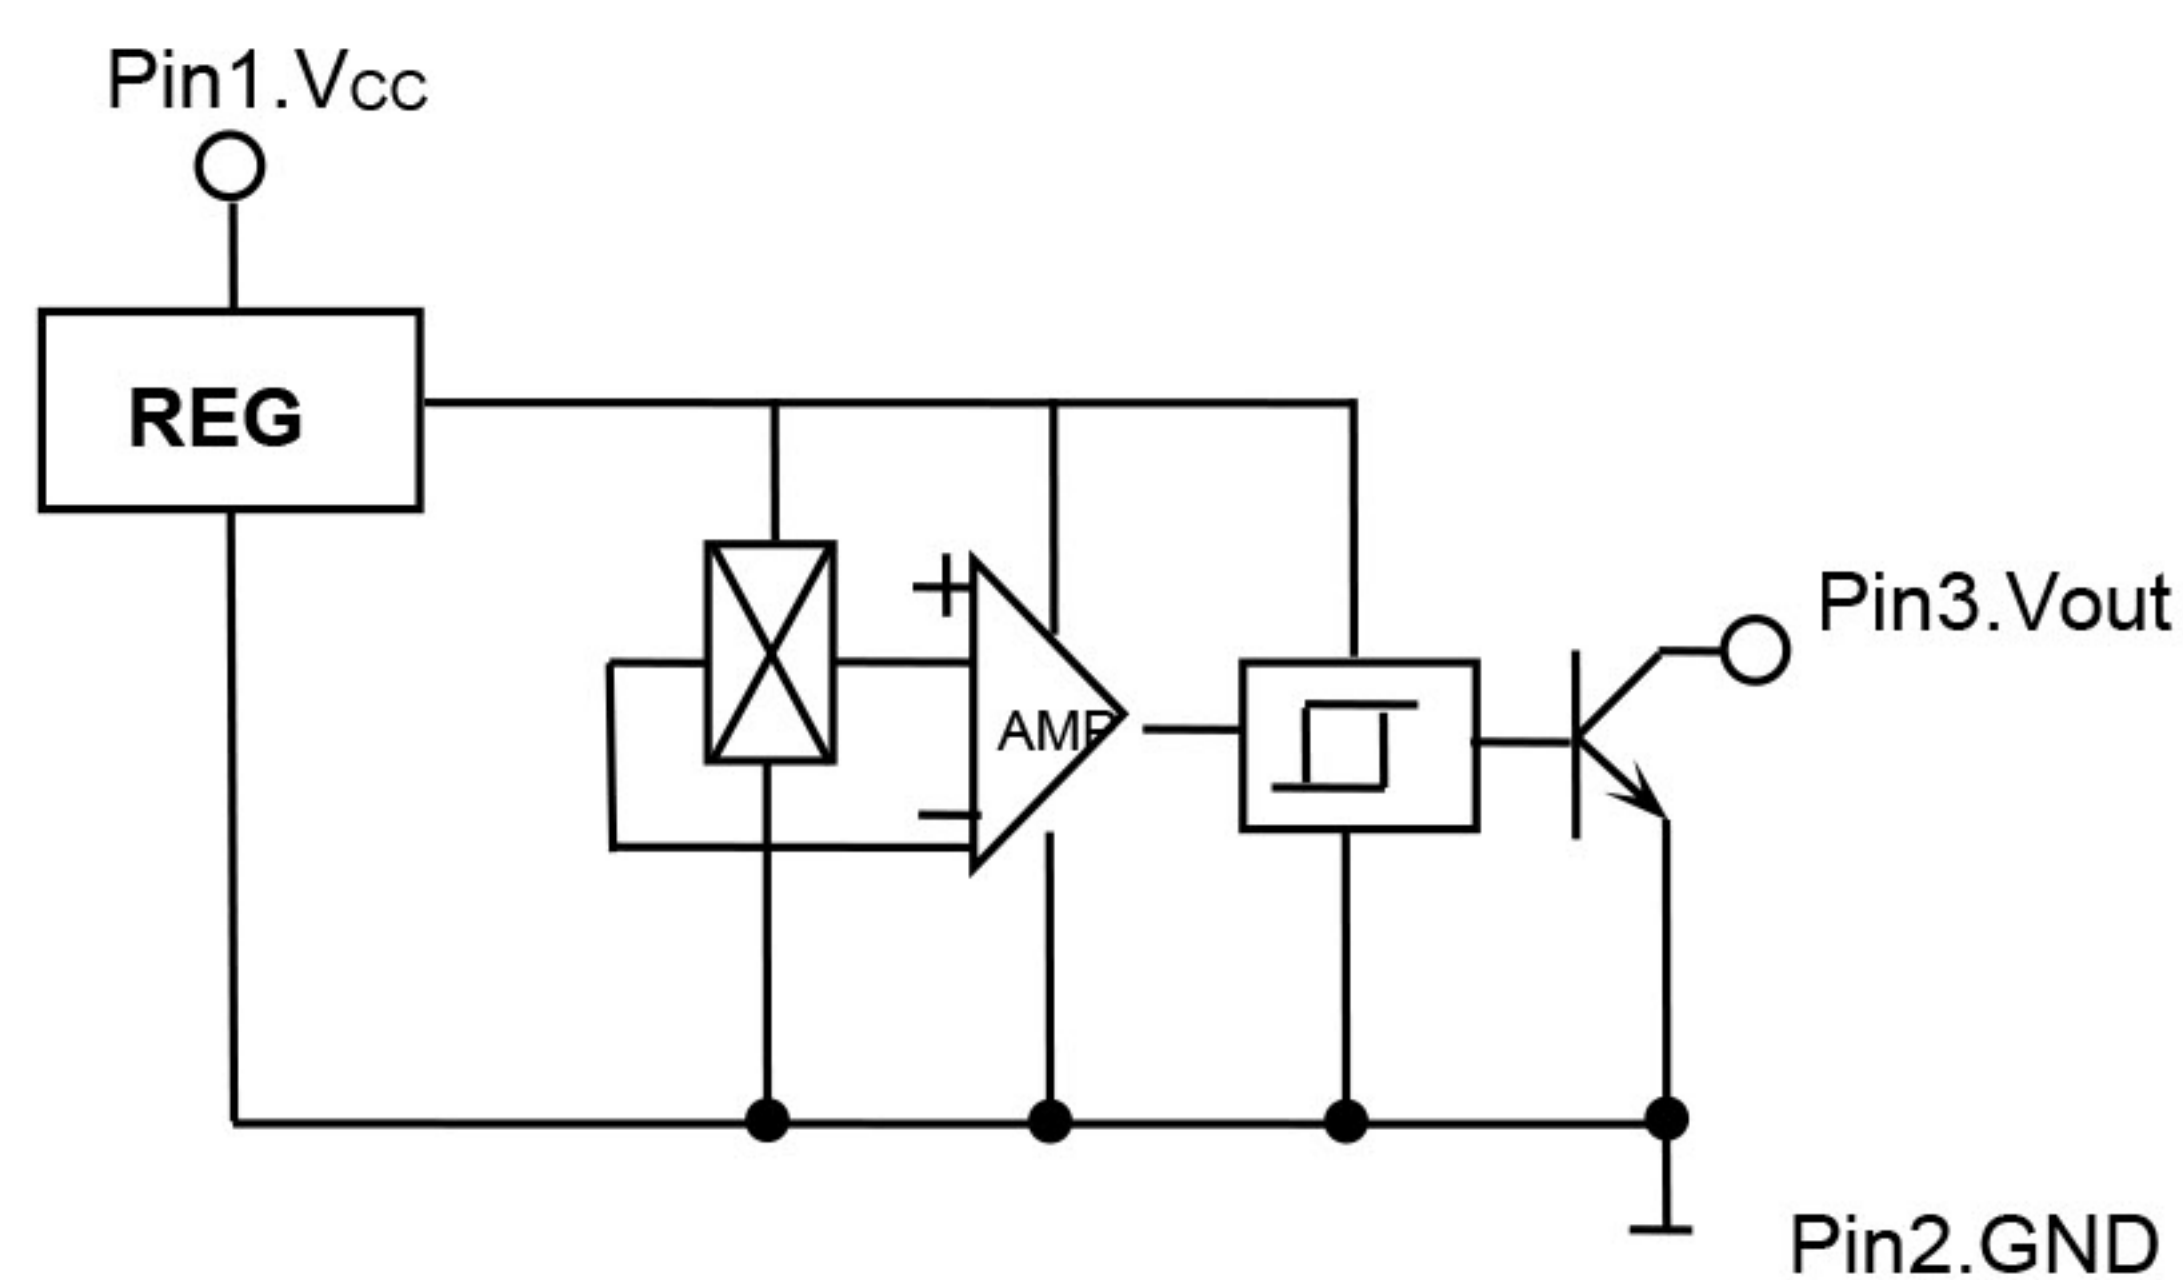 Pin1.VCC
REG
+
Pin3.Vout
AMP
−
Pin2.GND